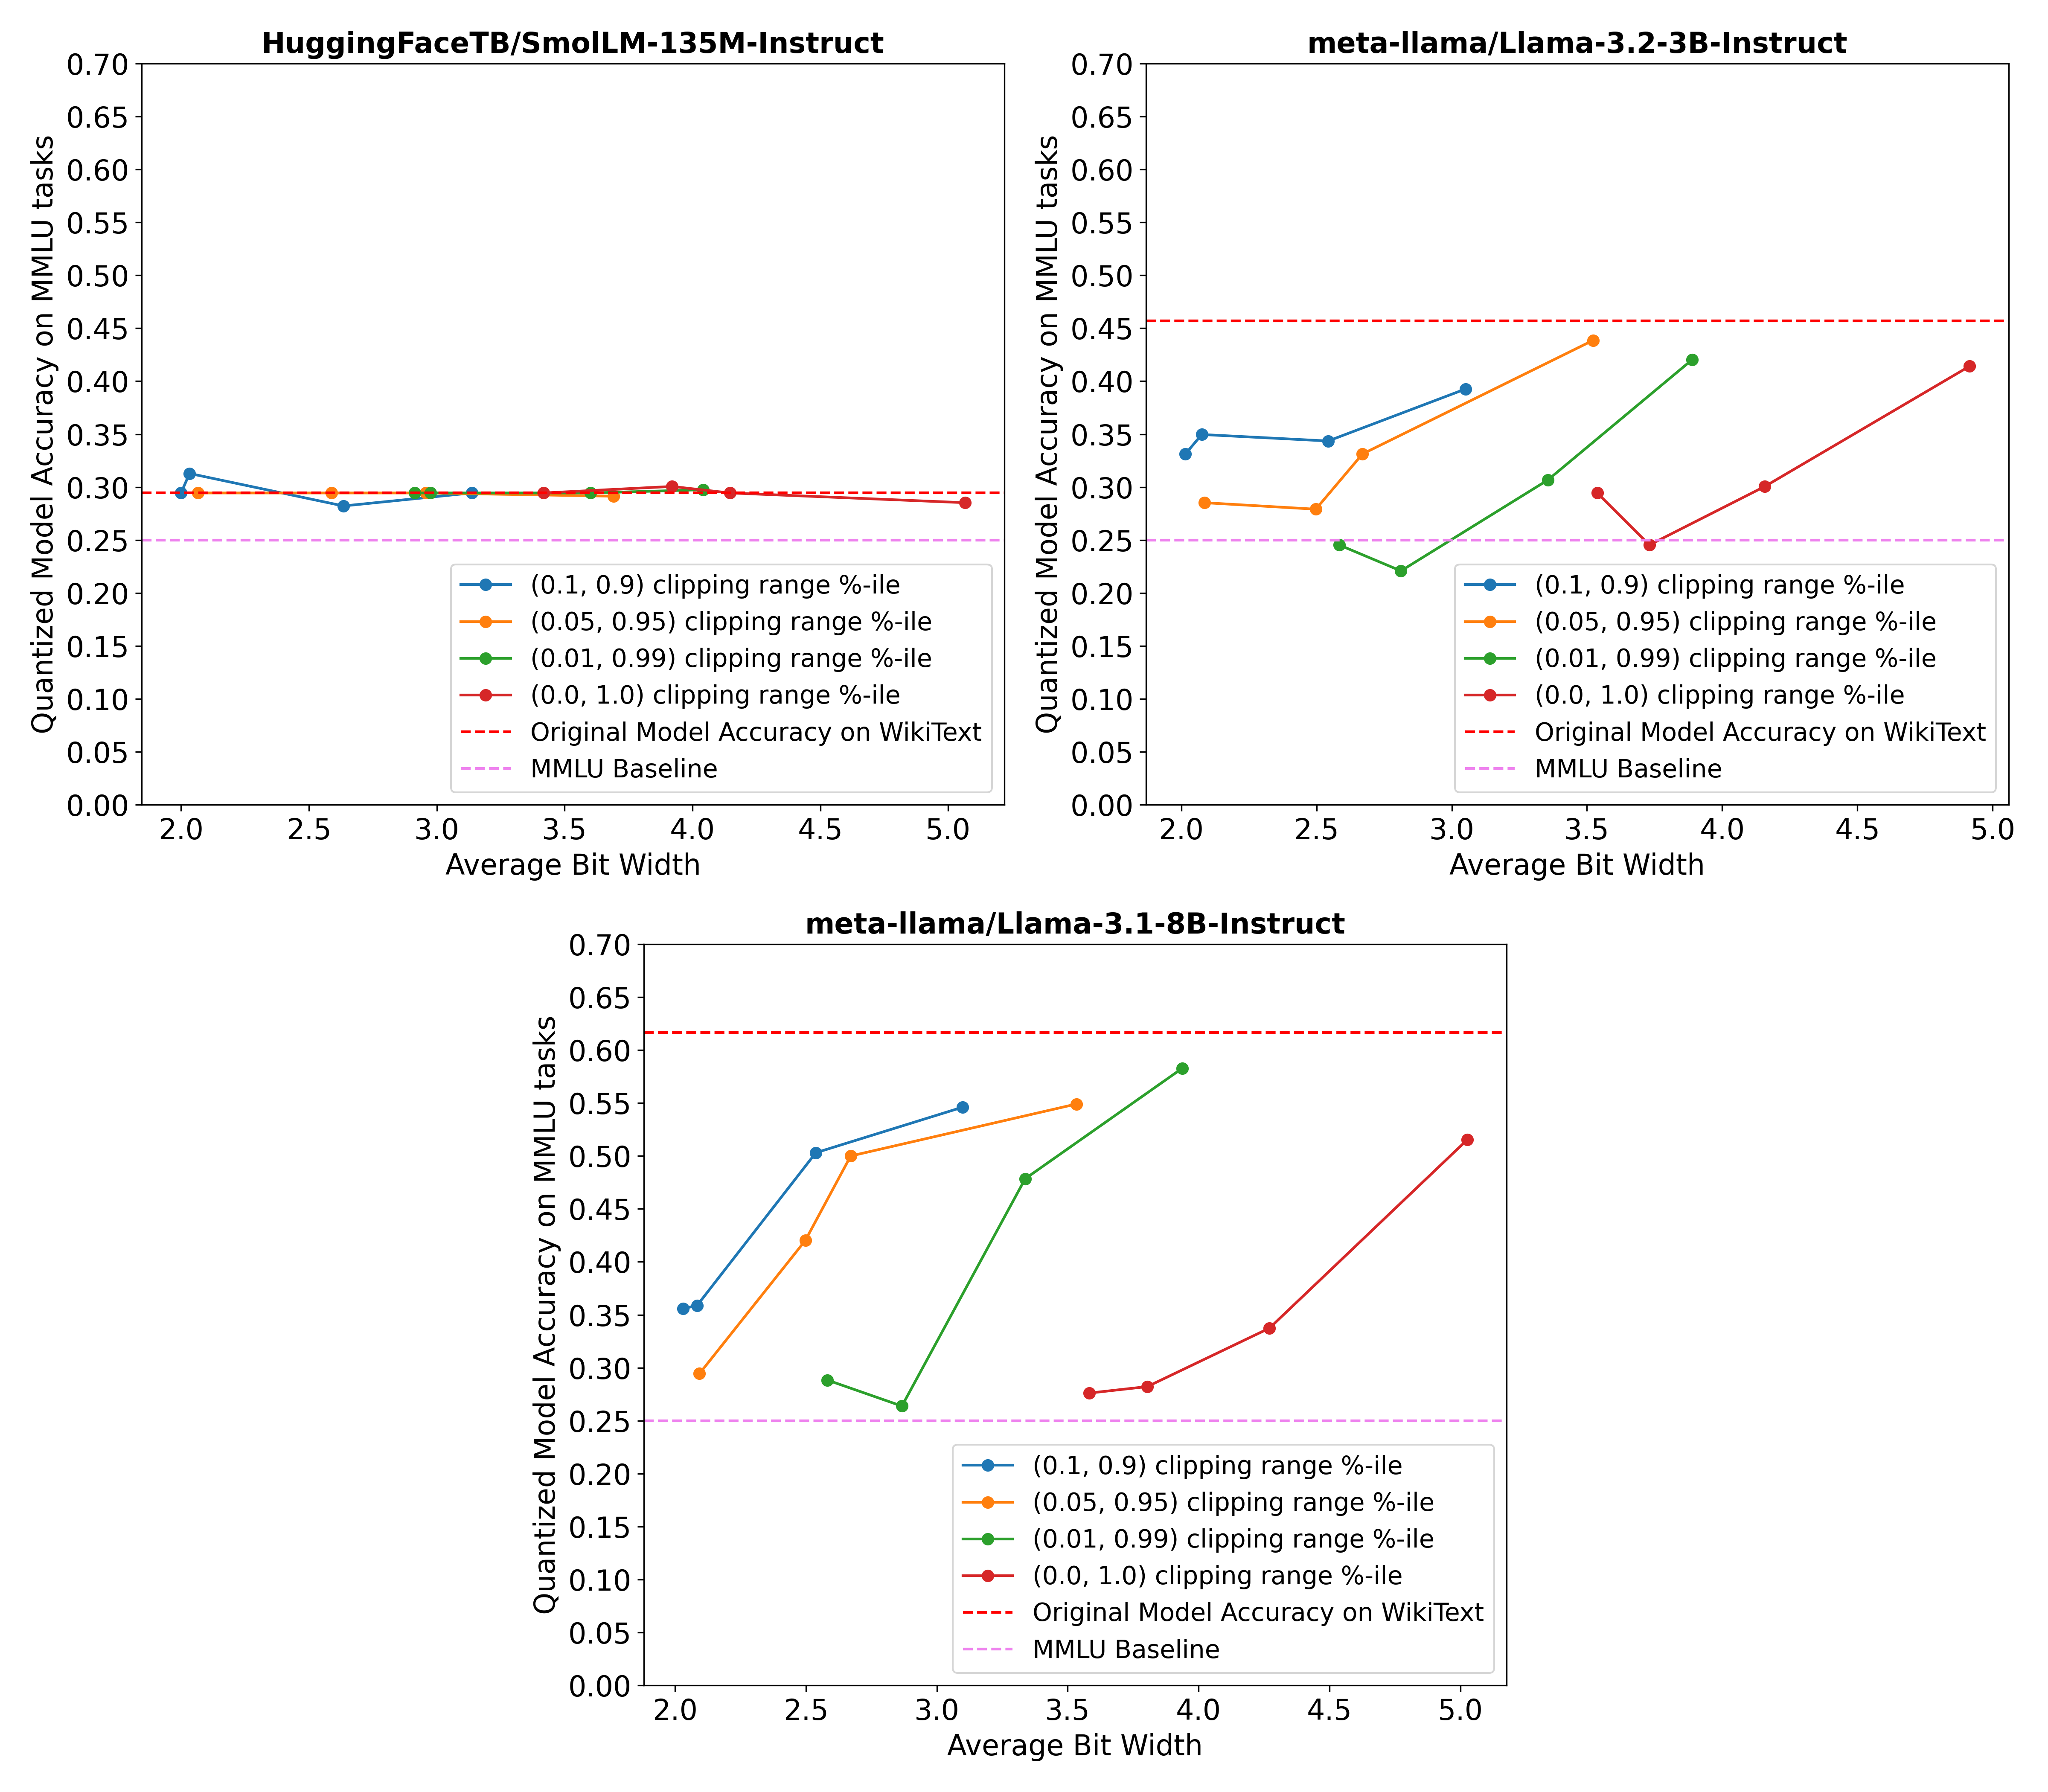 HuggingFaceTB/SmolLM-135M-Instruct
Quantized Model Accuracy on MMLU tasks
0.70
0.65
0.60
0.55
0.50
0.45
0.40
0.35
0.30
0.25
0.20
0.15
0.10
0.05
0.00
(0.1, 0.9) clipping range %-ile
(0.05, 0.95) clipping range %-ile
(0.01, 0.99) clipping range %-ile
(0.0, 1.0) clipping range %-ile
Original Model Accuracy on WikiText
MMLU Baseline
2.0 2.5 3.0 3.5 4.0 4.5 5.0
Average Bit Width
meta-llama/Llama-3.2-3B-Instruct
Quantized Model Accuracy on MMLU tasks
0.70
0.65
0.60
0.55
0.50
0.45
0.40
0.35
0.30
0.25
0.20
0.15
0.10
0.05
0.00
(0.1, 0.9) clipping range %-ile
(0.05, 0.95) clipping range %-ile
(0.01, 0.99) clipping range %-ile
(0.0, 1.0) clipping range %-ile
Original Model Accuracy on WikiText
MMLU Baseline
2.0 2.5 3.0 3.5 4.0 4.5 5.0
Average Bit Width
meta-llama/Llama-3.1-8B-Instruct
Quantized Model Accuracy on MMLU tasks
0.70
0.65
0.60
0.55
0.50
0.45
0.40
0.35
0.30
0.25
0.20
0.15
0.10
0.05
0.00
(0.1, 0.9) clipping range %-ile
(0.05, 0.95) clipping range %-ile
(0.01, 0.99) clipping range %-ile
(0.0, 1.0) clipping range %-ile
Original Model Accuracy on WikiText
MMLU Baseline
2.0 2.5 3.0 3.5 4.0 4.5 5.0
Average Bit Width